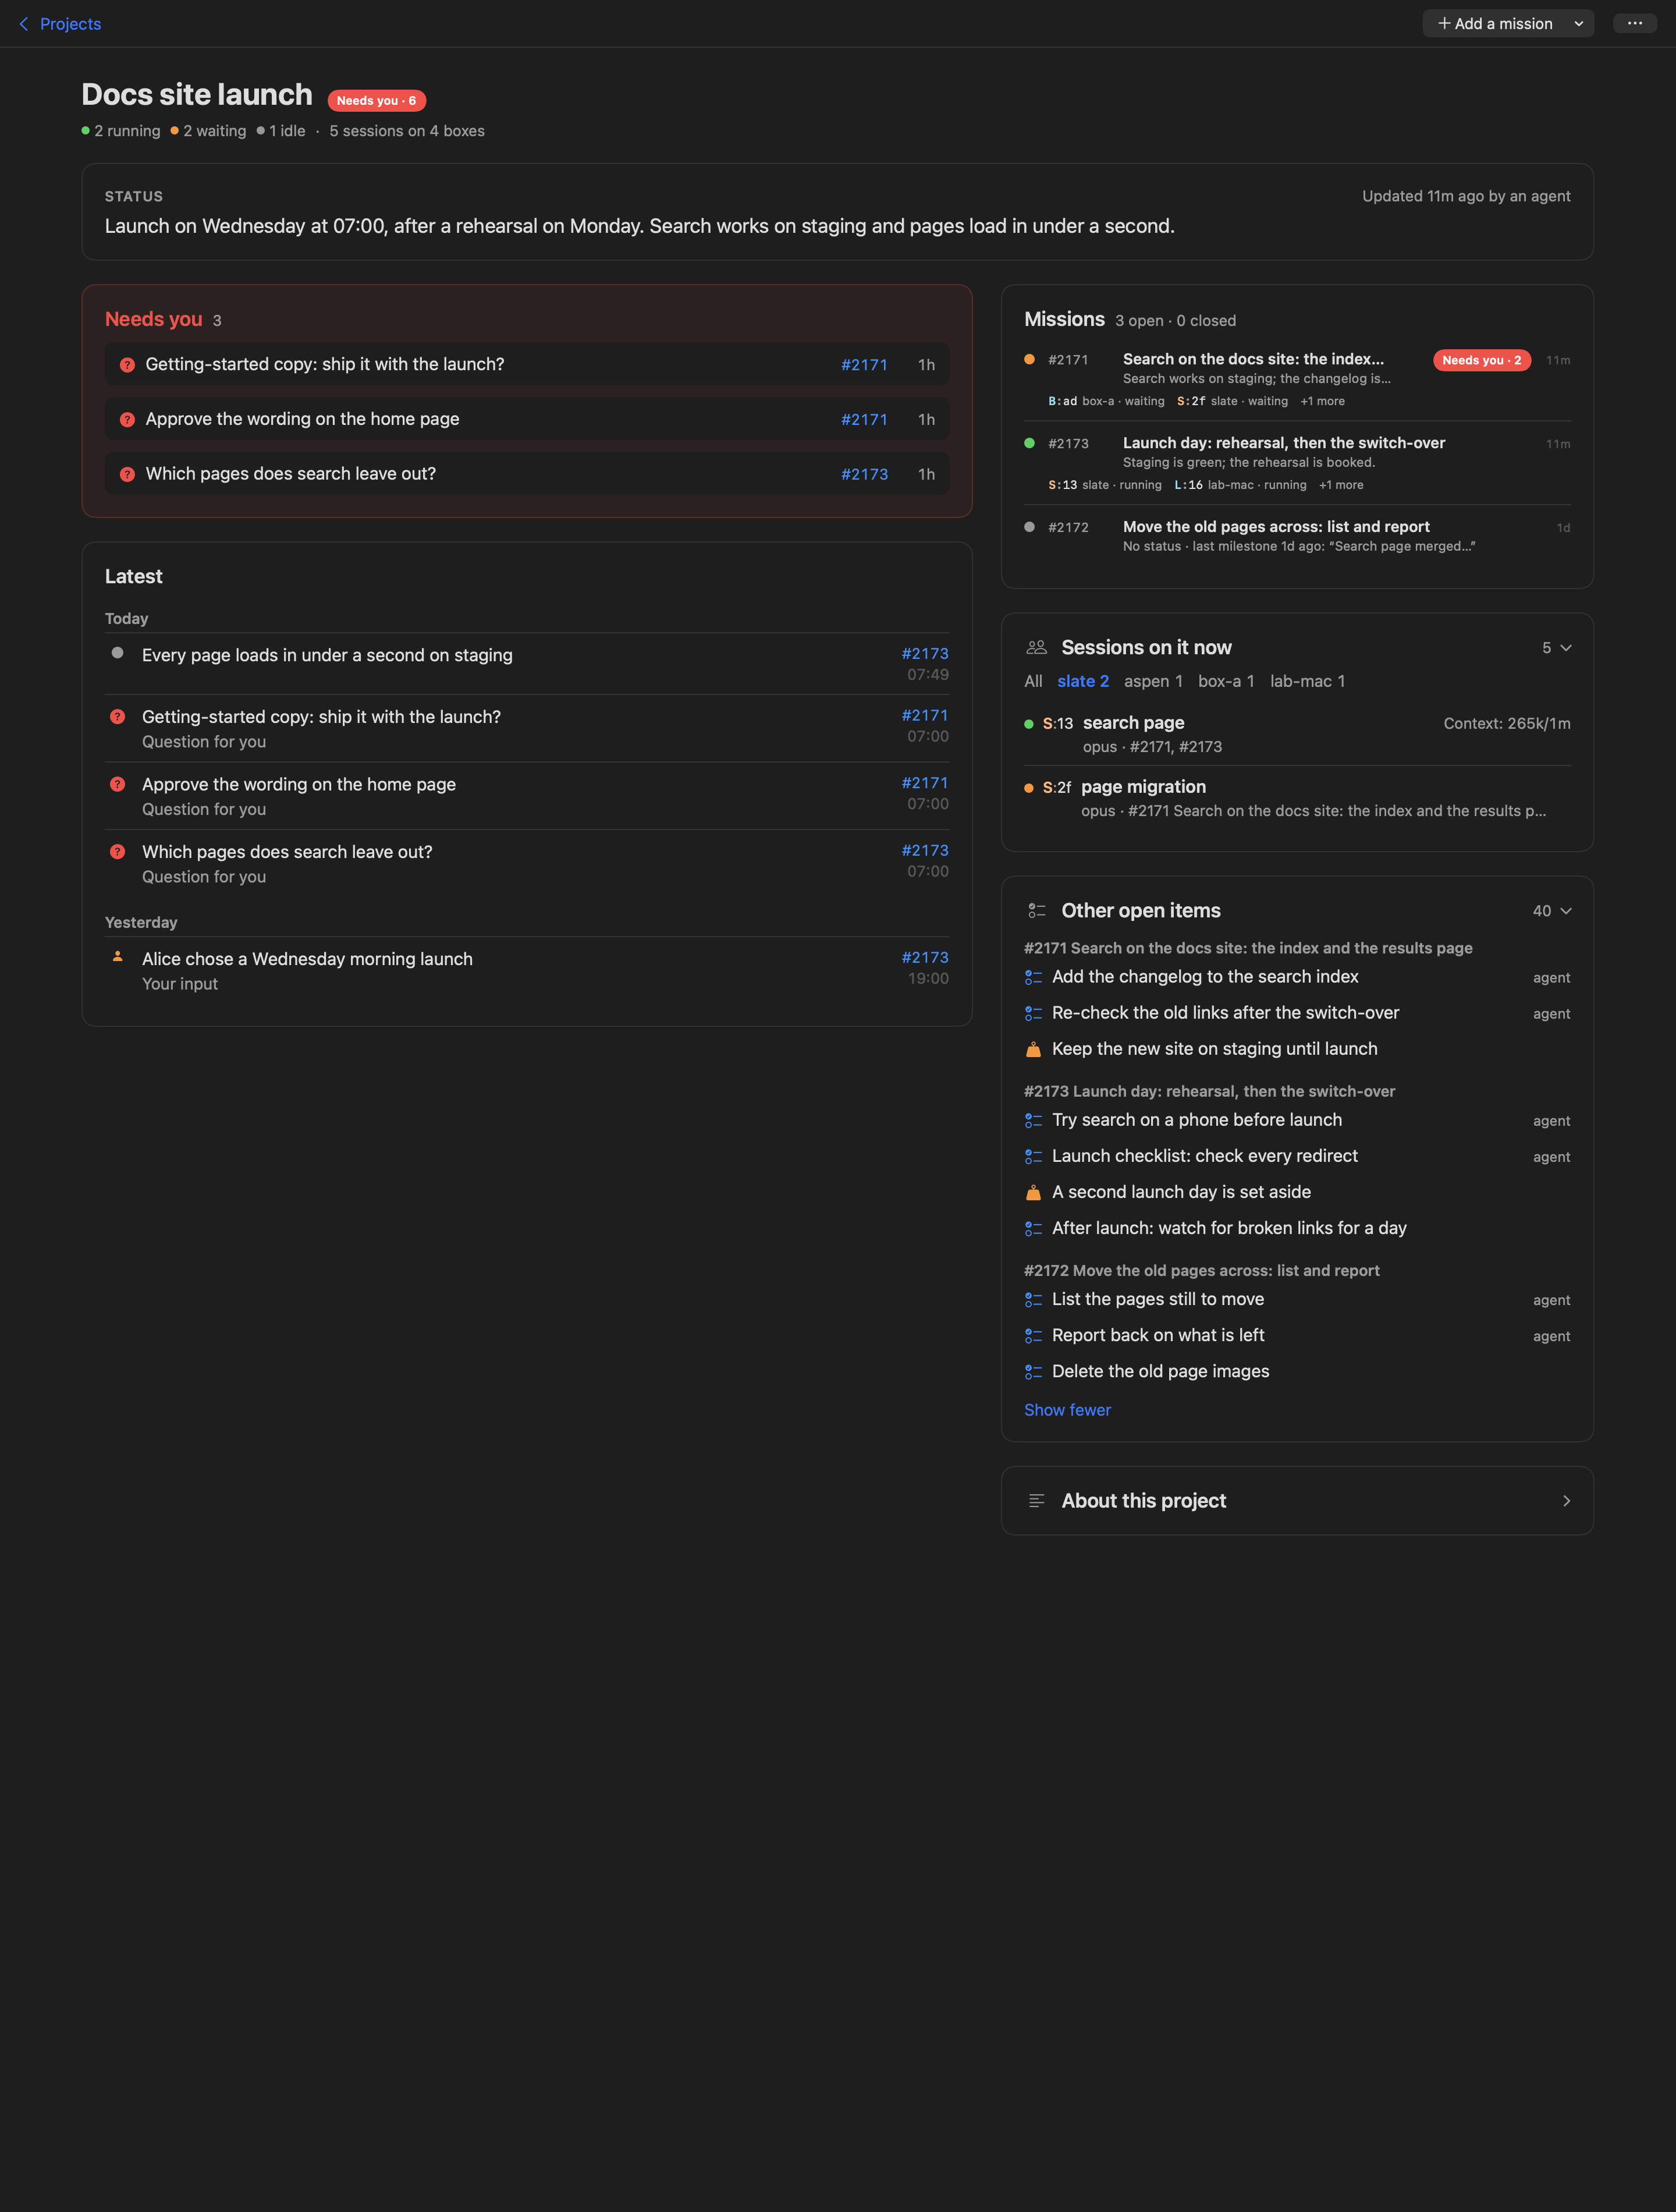 Projects
Add a mission
Docs site launch
Needs you · 6
2 running 2 waiting 1 idle · 5 sessions on 4 boxes
STATUS
Updated 11m ago by an agent
Launch on Wednesday at 07:00, after a rehearsal on Monday. Search works on staging and pages load in under a second.
Needs you 3
Getting-started copy: ship it with the launch? #2171 1h
Approve the wording on the home page #2171 1h
Which pages does search leave out? #2173 1h
Latest
Today
Every page loads in under a second on staging #2173
07:49
Getting-started copy: ship it with the launch? #2171
Question for you 07:00
Approve the wording on the home page #2171
Question for you 07:00
Which pages does search leave out? #2173
Question for you 07:00
Yesterday
Alice chose a Wednesday morning launch #2173
Your input 19:00
Missions 3 open · 0 closed
#2171 Search on the docs site: the index... Needs you · 2 11m
Search works on staging; the changelog is...
B:ad box-a · waiting S:2f slate · waiting +1 more
#2173 Launch day: rehearsal, then the switch-over 11m
Staging is green; the rehearsal is booked.
S:13 slate · running L:16 lab-mac · running +1 more
#2172 Move the old pages across: list and report 1d
No status · last milestone 1d ago: “Search page merged...”
Sessions on it now 5
All slate 2 aspen 1 box-a 1 lab-mac 1
S:13 search page Context: 265k/1m
opus · #2171, #2173
S:2f page migration
opus · #2171 Search on the docs site: the index and the results p...
Other open items 40
#2171 Search on the docs site: the index and the results page
Add the changelog to the search index agent
Re-check the old links after the switch-over agent
Keep the new site on staging until launch
#2173 Launch day: rehearsal, then the switch-over
Try search on a phone before launch agent
Launch checklist: check every redirect agent
A second launch day is set aside
After launch: watch for broken links for a day
#2172 Move the old pages across: list and report
List the pages still to move agent
Report back on what is left agent
Delete the old page images
Show fewer
About this project